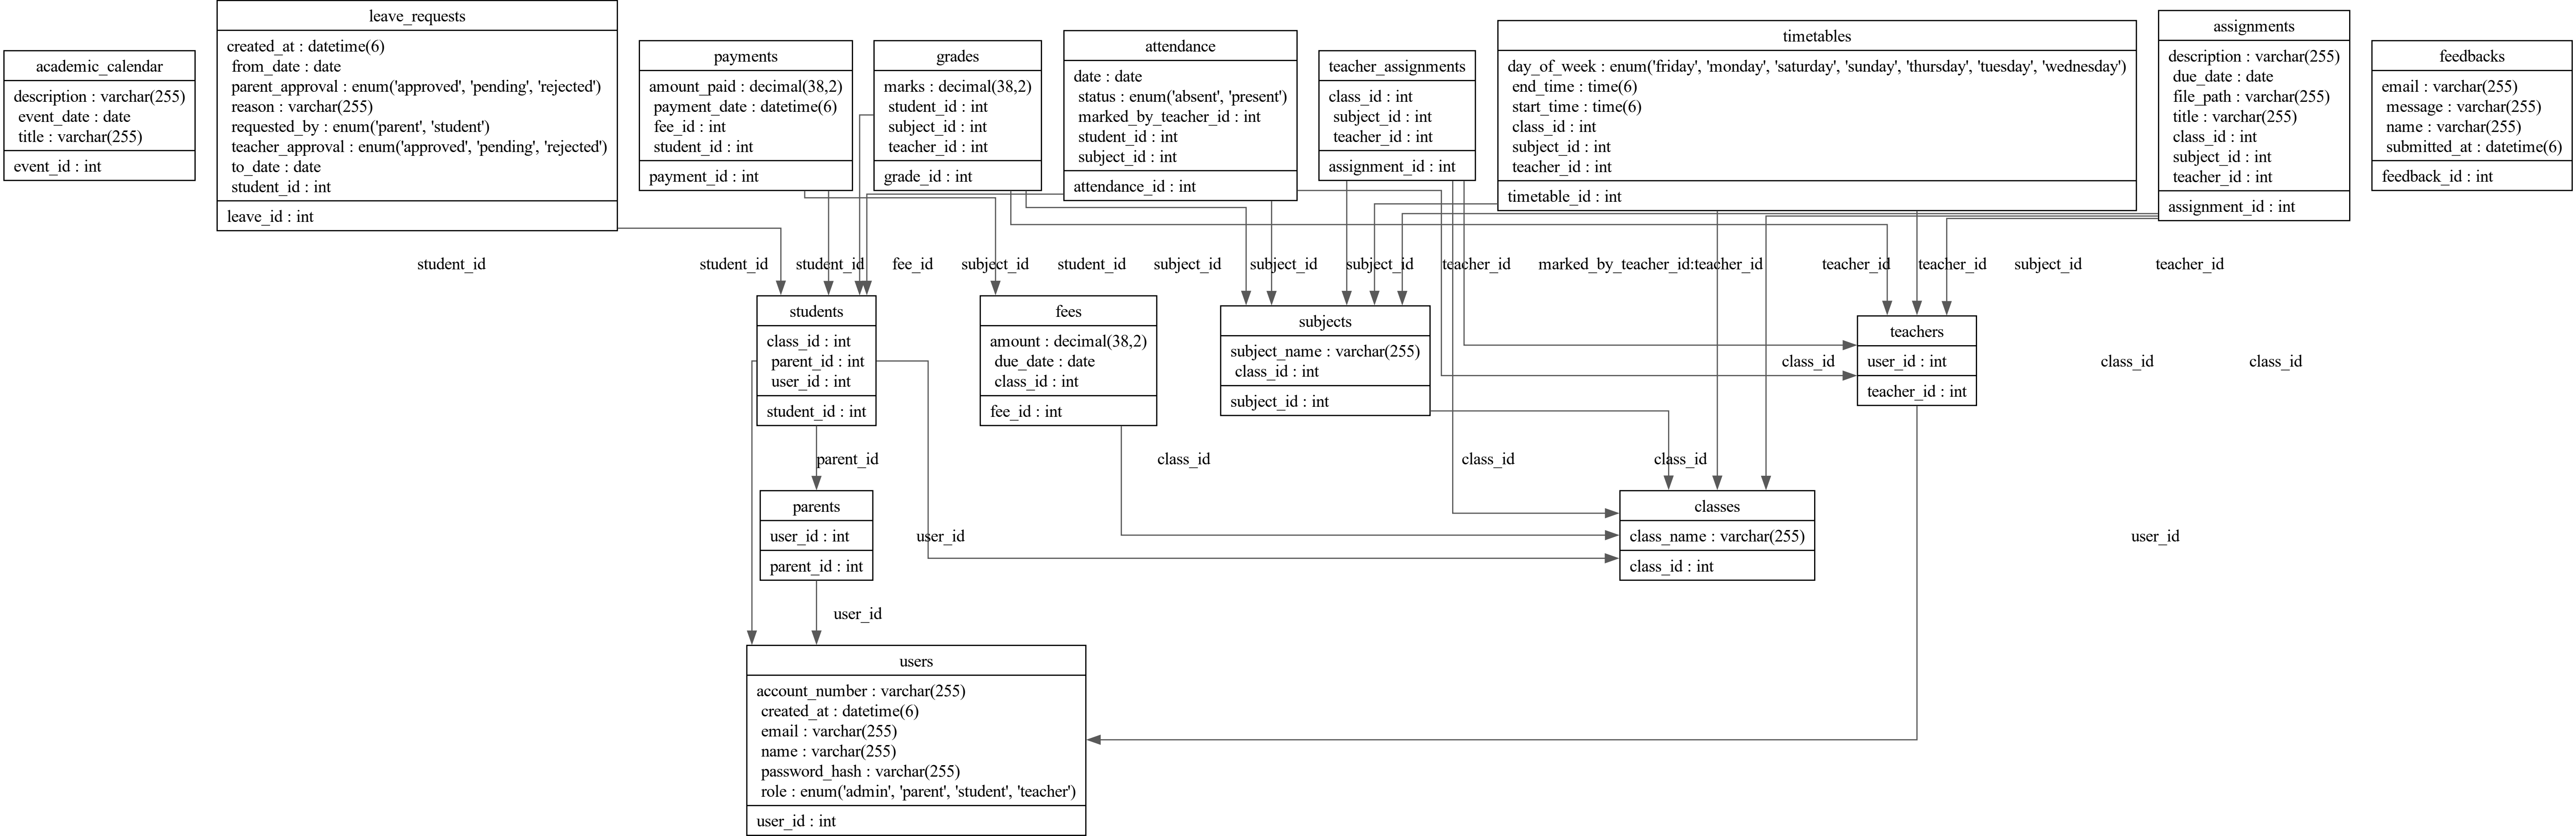 academic_calendar
description : varchar(255)
event_date : date
title : varchar(255)
event_id : int
leave_requests
created_at : datetime(6)
from_date : date
parent_approval : enum('approved', 'pending', 'rejected')
reason : varchar(255)
requested_by : enum('parent', 'student')
teacher_approval : enum('approved', 'pending', 'rejected')
to_date : date
student_id : int
leave_id : int
payments
amount_paid : decimal(38,2)
payment_date : datetime(6)
fee_id : int
student_id : int
payment_id : int
grades
marks : decimal(38,2)
student_id : int
subject_id : int
teacher_id : int
grade_id : int
attendance
date : date
status : enum('absent', 'present')
marked_by_teacher_id : int
student_id : int
subject_id : int
attendance_id : int
teacher_assignments
class_id : int
subject_id : int
teacher_id : int
assignment_id : int
timetables
day_of_week : enum('friday', 'monday', 'saturday', 'sunday', 'thursday', 'tuesday', 'wednesday')
end_time : time(6)
start_time : time(6)
class_id : int
subject_id : int
teacher_id : int
timetable_id : int
assignments
description : varchar(255)
due_date : date
file_path : varchar(255)
title : varchar(255)
class_id : int
subject_id : int
teacher_id : int
assignment_id : int
feedbacks
email : varchar(255)
message : varchar(255)
name : varchar(255)
submitted_at : datetime(6)
feedback_id : int
student_id
student_id
student_id
fee_id
subject_id
student_id
subject_id
subject_id
subject_id
teacher_id
marked_by_teacher_id:teacher_id
teacher_id
teacher_id
subject_id
teacher_id
students
class_id : int
parent_id : int
user_id : int
student_id : int
fees
amount : decimal(38,2)
due_date : date
class_id : int
fee_id : int
subjects
subject_name : varchar(255)
class_id : int
subject_id : int
class_id
teachers
user_id : int
teacher_id : int
class_id
class_id
parent_id
class_id
class_id
class_id
parents
user_id : int
parent_id : int
user_id
classes
class_name : varchar(255)
class_id : int
user_id
user_id
users
account_number : varchar(255)
created_at : datetime(6)
email : varchar(255)
name : varchar(255)
password_hash : varchar(255)
role : enum('admin', 'parent', 'student', 'teacher')
user_id : int